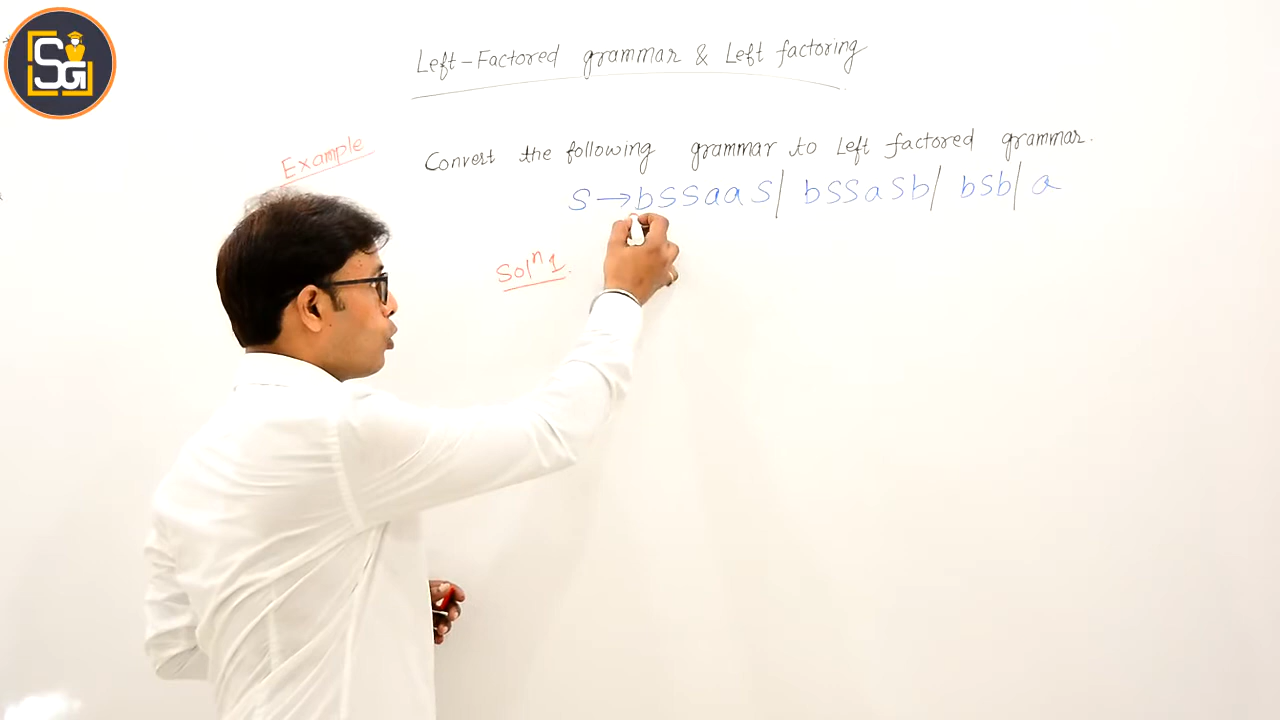 SG
Left-Factored grammar & Left factoring
Example
Convert the following grammar to Left factored grammar.
S → bSSaaS | bSSaSb | bSb | a
Solⁿ 1.